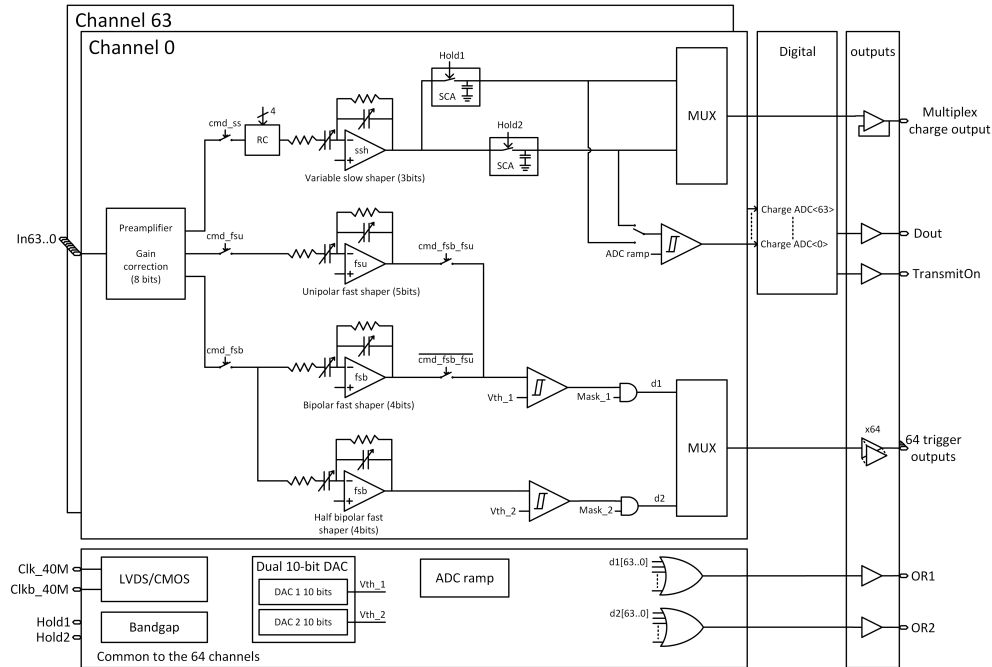 Channel 63
Channel 0
Digital
outputs
Hold1
SCA
Hold2
SCA
MUX
Multiplex
charge output
cmd_ss
4
RC
ssh
Variable slow shaper (3bits)
In63..0
Preamplifier
Gain
correction
(8 bits)
cmd_fsu
fsu
Unipolar fast shaper (5bits)
cmd_fsb_fsu
ADC ramp
Charge ADC<63>
Charge ADC<0>
Dout
TransmitOn
cmd_fsb
fsb
Bipolar fast shaper (4bits)
cmd_fsb_fsu
Vth_1
Mask_1
d1
MUX
x64
64 trigger
outputs
fsb
Half bipolar fast
shaper (4bits)
Vth_2
Mask_2
d2
Clk_40M
Clkb_40M
Hold1
Hold2
LVDS/CMOS
Bandgap
Dual 10-bit DAC
DAC 1 10 bits
DAC 2 10 bits
Vth_1
Vth_2
ADC ramp
d1[63..0]
d2[63..0]
OR1
OR2
Common to the 64 channels